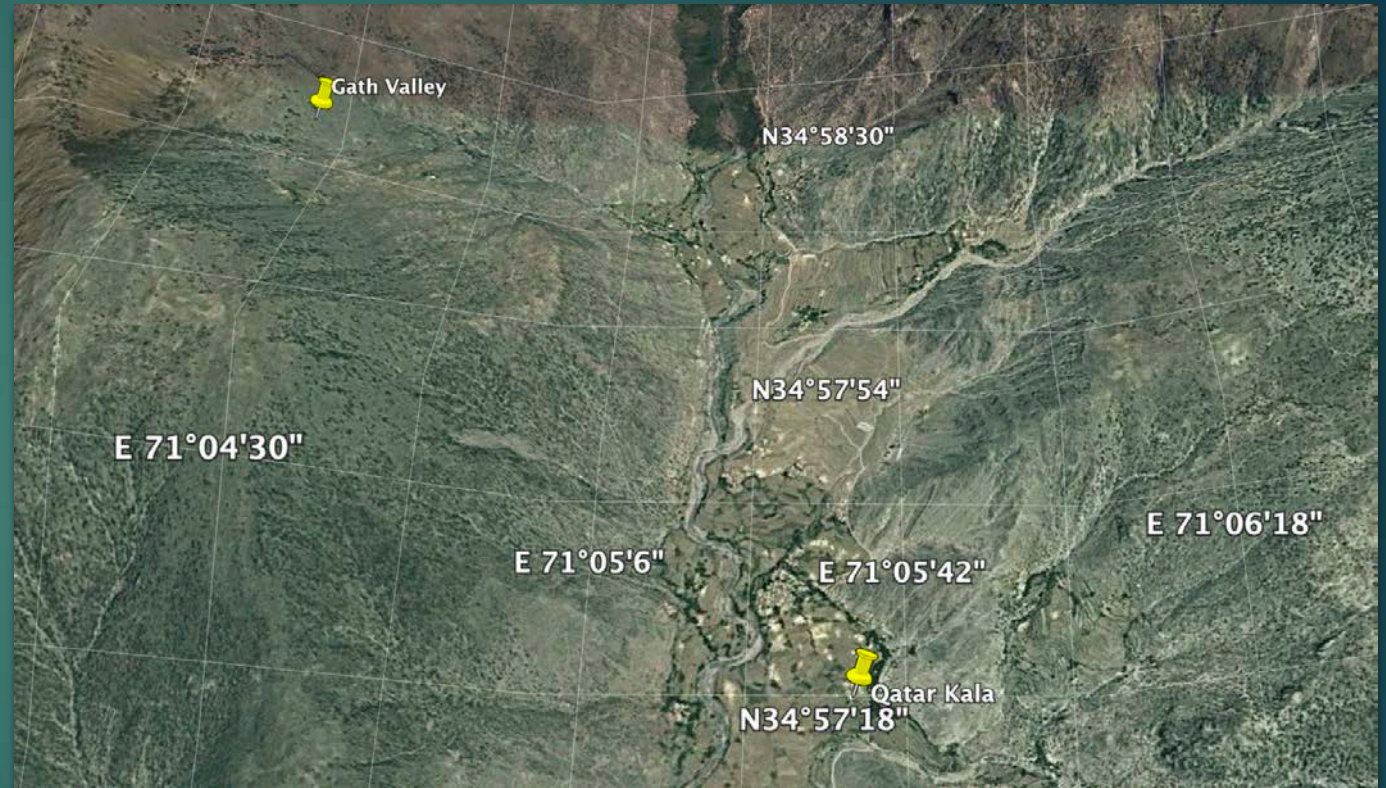 Gath Valley
N34°58'30"
N34°57'54"
E 71°04'30"
E 71°06'18"
E 71°05'6"
E 71°05'42"
Qatar Kala
N34°57'18"